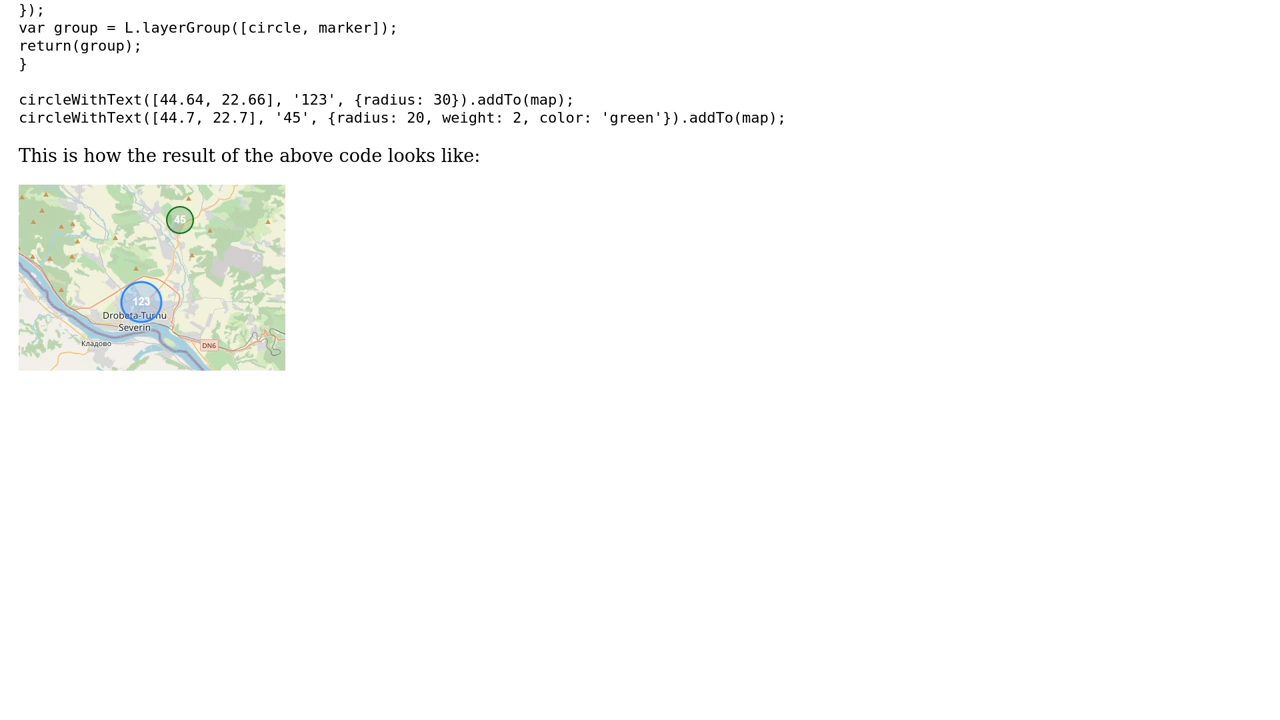 });
var group = L.layerGroup([circle, marker]);
return(group);
}
circleWithText([44.64, 22.66], '123', {radius: 30}).addTo(map);
circleWithText([44.7, 22.7], '45', {radius: 20, weight: 2, color: 'green'}).addTo(map);
This is how the result of the above code looks like:
45
123
Drobeta-Turnu
Severin
Кладово
DN6